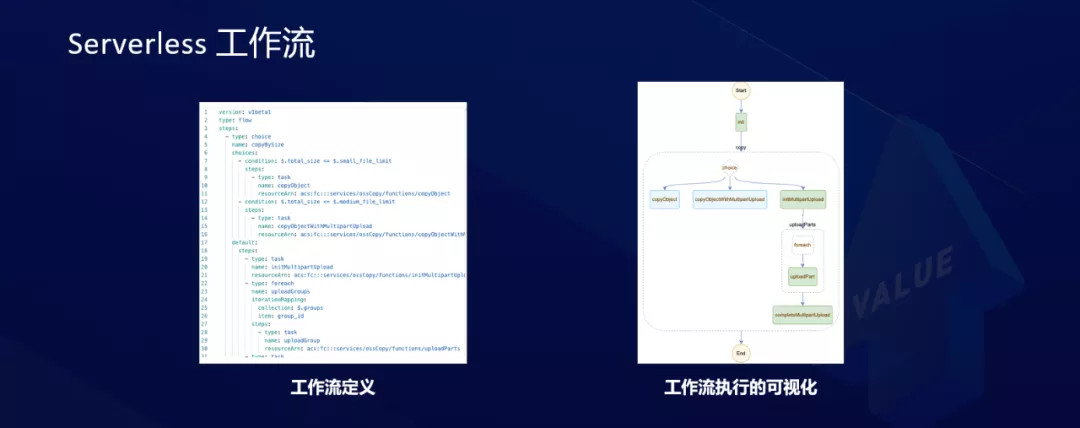 Serverless 工作流
1 version: v1beta1
2 type: flow
3 steps:
4 - type: choice
5 name: copyBySize
6 choices:
7 - condition: $.total_size <= $.small_file_limit
8 steps:
9 - type: task
10 name: copyObject
11 resourceArn: acs:fc:::services/ossCopy/functions/copyObject
12 - condition: $.total_size <= $.medium_file_limit
13 steps:
14 - type: task
15 name: copyObjectWithMultipartUpload
16 resourceArn: acs:fc:::services/ossCopy/functions/copyObjectWithM
17 default:
18 steps:
19 - type: task
20 name: initMultipartUpload
21 resourceArn: acs:fc:::services/ossCopy/functions/initMultipartUplo
22 - type: foreach
23 name: uploadGroups
24 iterationMapping:
25 collection: $.groups
26 item: group_id
27 steps:
28 - type: task
29 name: uploadGroup
30 resourceArn: acs:fc:::services/ossCopy/functions/uploadParts
31 - type: task
Start
init
copy
choice
copyObject
copyObjectWithMultipartUpload
initMultipartUpload
uploadParts
foreach
uploadPart
completeMultipartUpload
End
VALUE
工作流定义
工作流执行的可视化